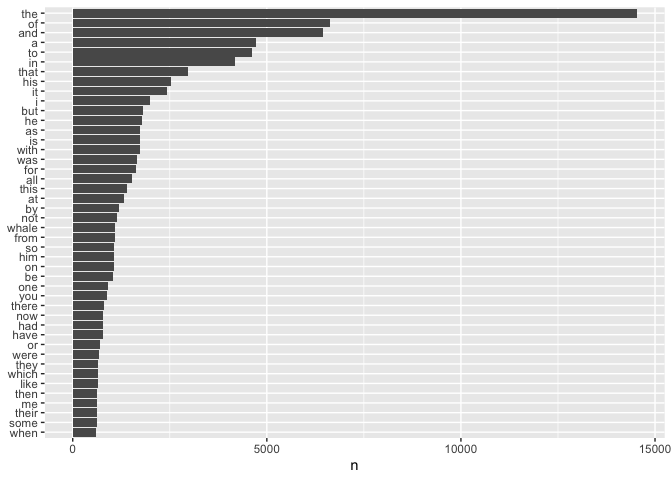 the
of
and
a
to
in
that
his
it
i
but
he
as
is
with
was
for
all
this
at
by
not
whale
from
so
him
on
be
one
you
there
now
had
have
or
were
they
which
like
then
me
their
some
when
0 5000 10000 15000
n